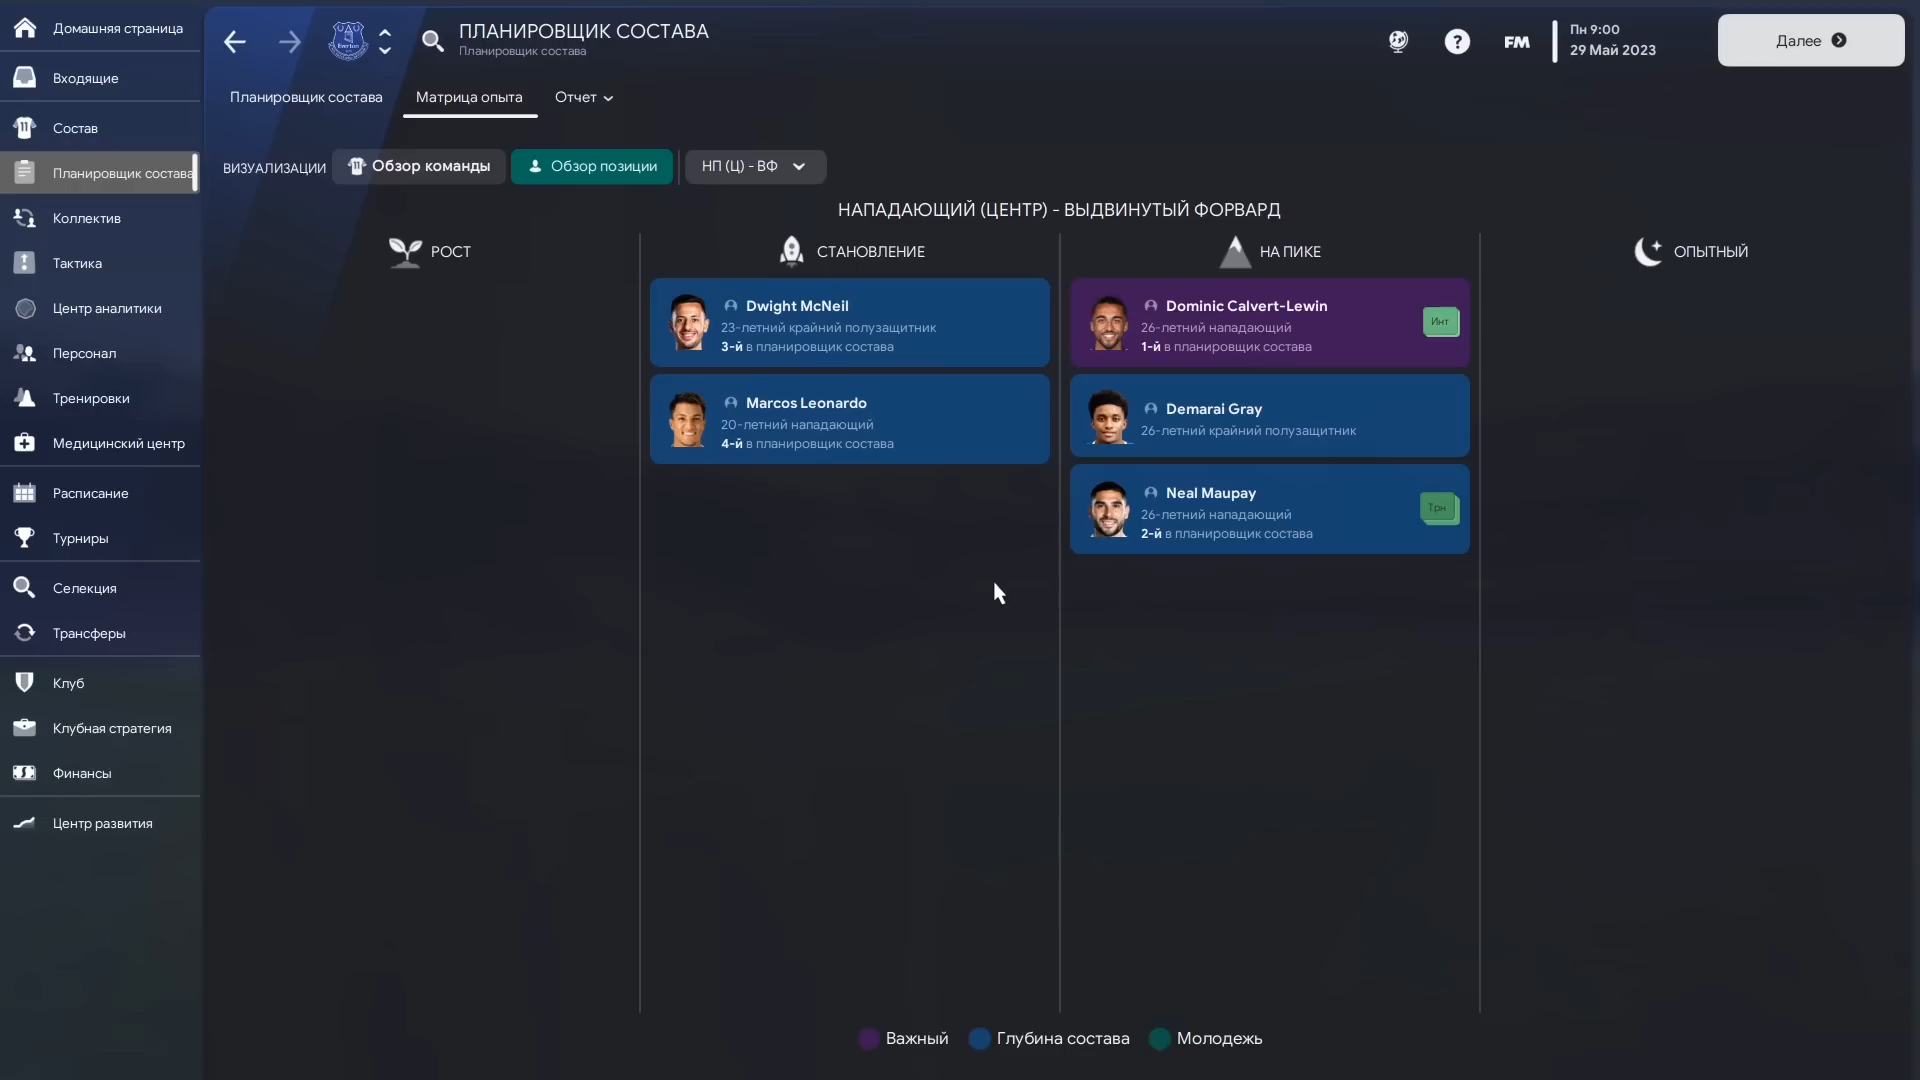 Домашняя страница
Входящие
Состав
Планировщик состава
Коллектив
Тактика
Центр аналитики
Персонал
Тренировки
Медицинский центр
Расписание
Турниры
Селекция
Трансферы
Клуб
Клубная стратегия
Финансы
Центр развития
Everton
ПЛАНИРОВЩИК СОСТАВА
Планировщик состава
?
FM
Пн 9:00
29 Май 2023
Далее
Планировщик состава
Матрица опыта
Отчет
ВИЗУАЛИЗАЦИИ
Обзор команды
Обзор позиции
НП (Ц) - ВФ
НАПАДАЮЩИЙ (ЦЕНТР) - ВЫДВИНУТЫЙ ФОРВАРД
РОСТ
СТАНОВЛЕНИЕ
Dwight McNeil
23-летний крайний полузащитник
3-й в планировщик состава
Marcos Leonardo
20-летний нападающий
4-й в планировщик состава
НА ПИКЕ
Dominic Calvert-Lewin
26-летний нападающий
1-й в планировщик состава
Инт
Demarai Gray
26-летний крайний полузащитник
Neal Maupay
26-летний нападающий
2-й в планировщик состава
Трн
ОПЫТНЫЙ
Важный
Глубина состава
Молодежь